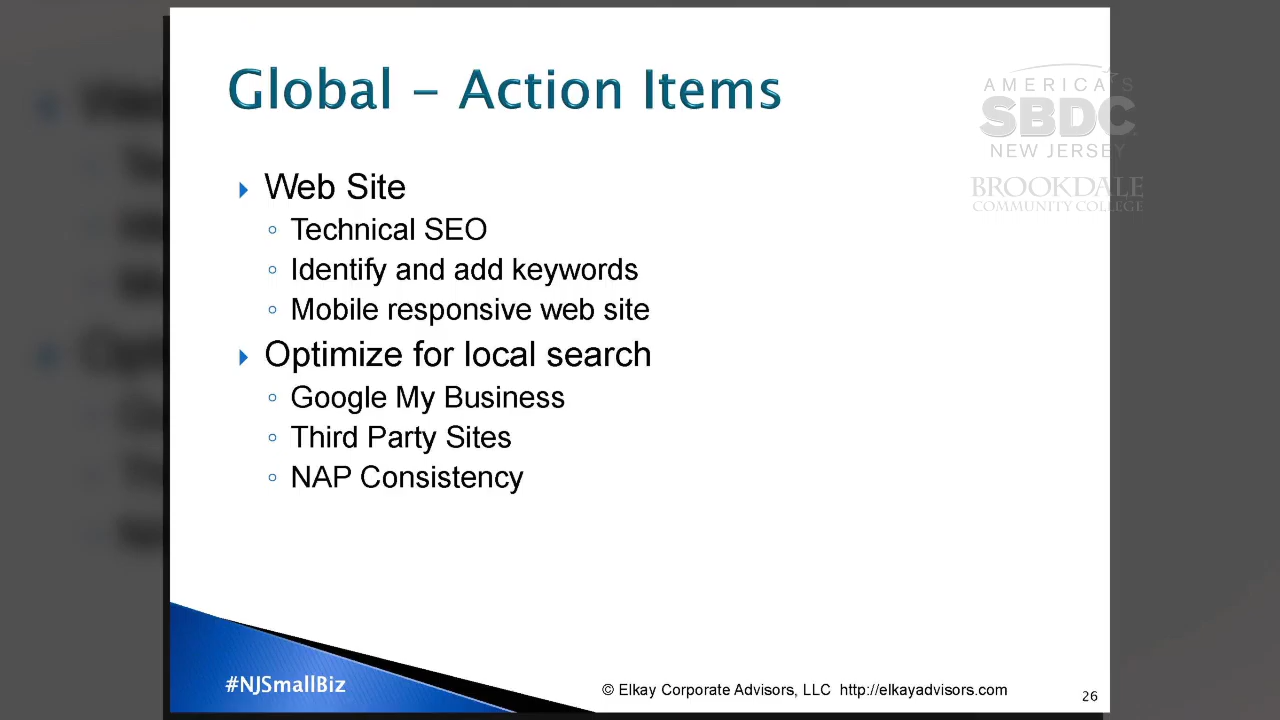 Global - Action Items
AMERICA'S
SBDC
NEW JERSEY
BROOKDALE
COMMUNITY COLLEGE
Web Site
Technical SEO
Identify and add keywords
Mobile responsive web site
Optimize for local search
Google My Business
Third Party Sites
NAP Consistency
#NJSmallBiz
© Elkay Corporate Advisors, LLC http://elkayadvisors.com
26